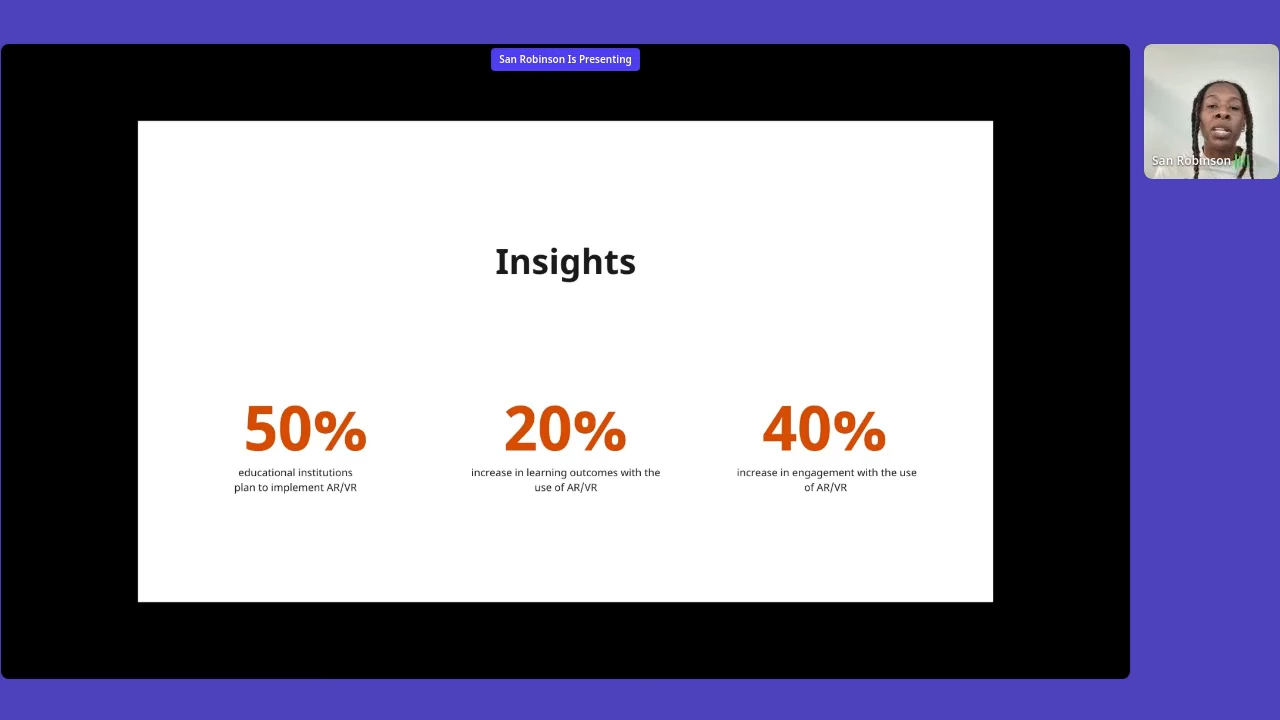 San Robinson Is Presenting
San Robinson
Insights
50%
educational institutions
plan to implement AR/VR
20%
increase in learning outcomes with the
use of AR/VR
40%
increase in engagement with the use
of AR/VR